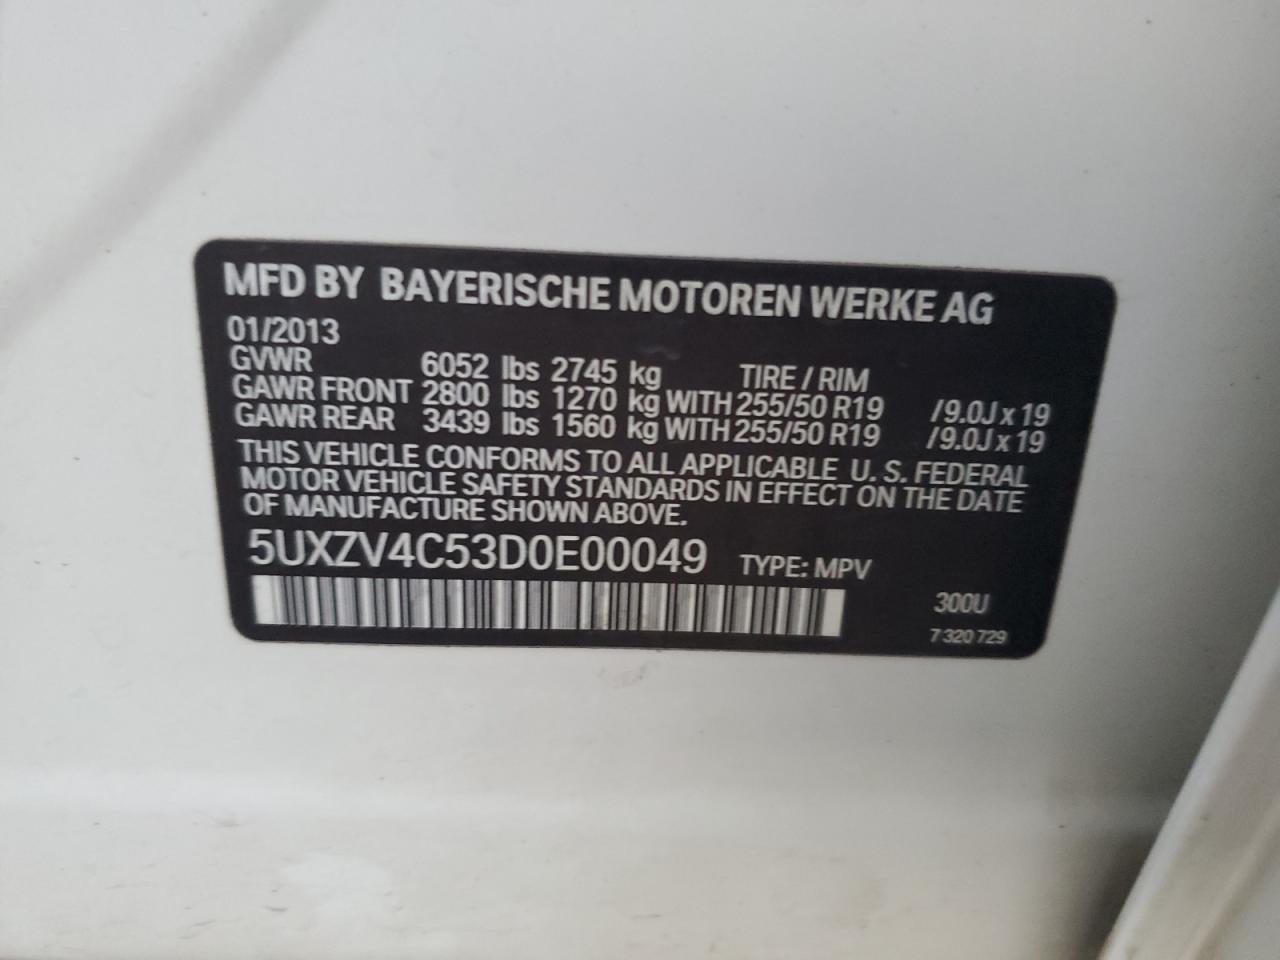 MFD BY BAYERISCHE MOTOREN WERKE AG
01/2013
GVWR 6052 lbs 2745 kg TIRE / RIM
GAWR FRONT 2800 lbs 1270 kg WITH 255/50 R19 /9.0J x 19
GAWR REAR 3439 lbs 1560 kg WITH 255/50 R19 /9.0J x 19
THIS VEHICLE CONFORMS TO ALL APPLICABLE U. S. FEDERAL
MOTOR VEHICLE SAFETY STANDARDS IN EFFECT ON THE DATE
OF MANUFACTURE SHOWN ABOVE.
5UXZV4C53D0E00049 TYPE: MPV
300U
7 320 729